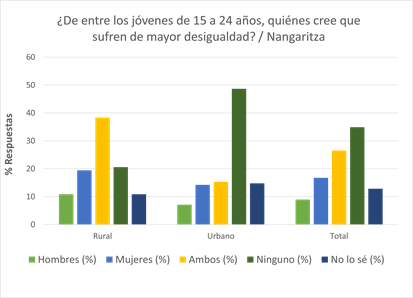 ¿De entre los jóvenes de 15 a 24 años, quiénes cree que
sufren de mayor desigualdad? / Nangaritza
% Respuestas
60
50
40
30
20
10
0
Rural Urbano Total
Hombres (%) Mujeres (%) Ambos (%) Ninguno (%) No lo sé (%)